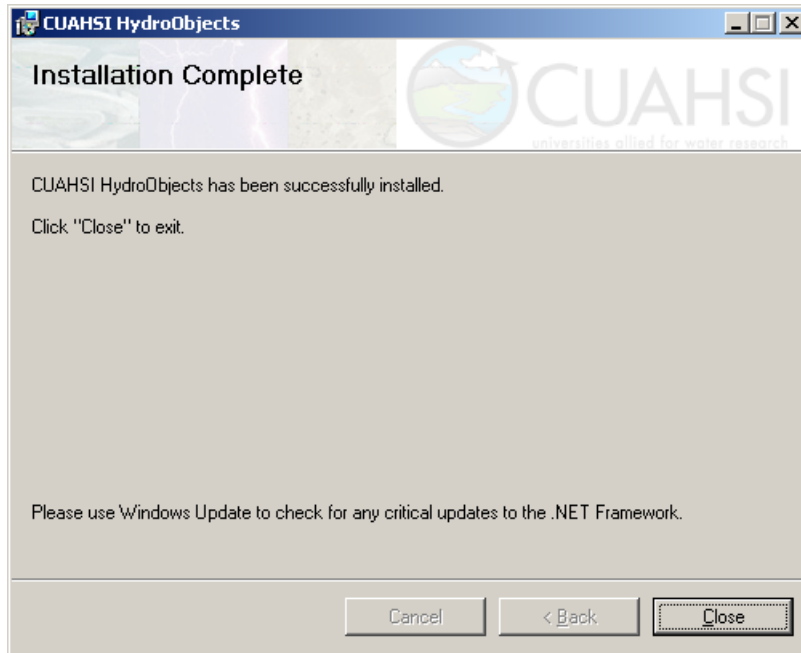 CUAHSI HydroObjects
Installation Complete
CUAHSI
universities allied for water research
CUAHSI HydroObjects has been successfully installed.
Click "Close" to exit.
Please use Windows Update to check for any critical updates to the .NET Framework.
Cancel
< Back
Close